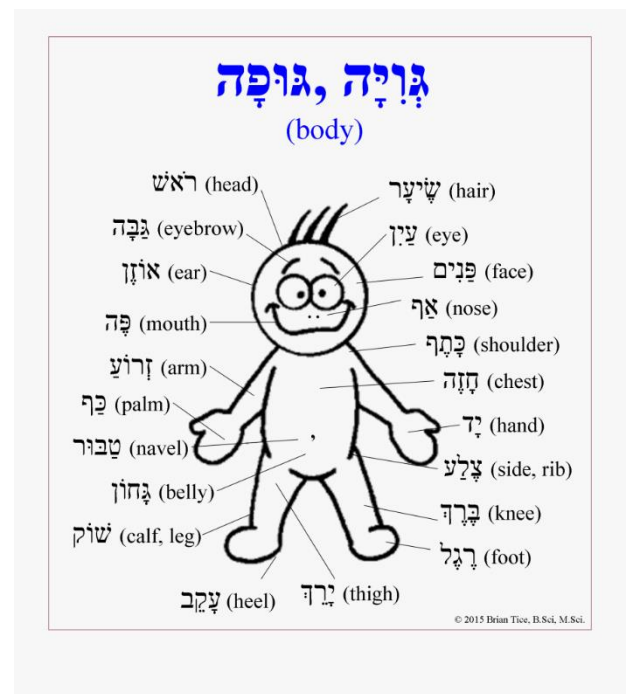 גְּוִיָּה, גּוּפָה
(body)
רֹאשׁ (head)
שֶׂיעָר (hair)
גַּבָּה (eyebrow)
עַיִן (eye)
אוֹזֶן (ear)
פַּנִים (face)
אַף (nose)
פֶּה (mouth)
כָּתֶף (shoulder)
זְרוֹעַ (arm)
חָזֶה (chest)
כַּף (palm)
יָד (hand)
טַבּוּר (navel)
צֶלַע (side, rib)
גָּחוֹן (belly)
בֶּרֶךְ (knee)
שׁוֹק (calf, leg)
רֶגֶל (foot)
עָקֵב (heel)
יָרֵךְ (thigh)
© 2015 Brian Tice, B.Sci, M.Sci.